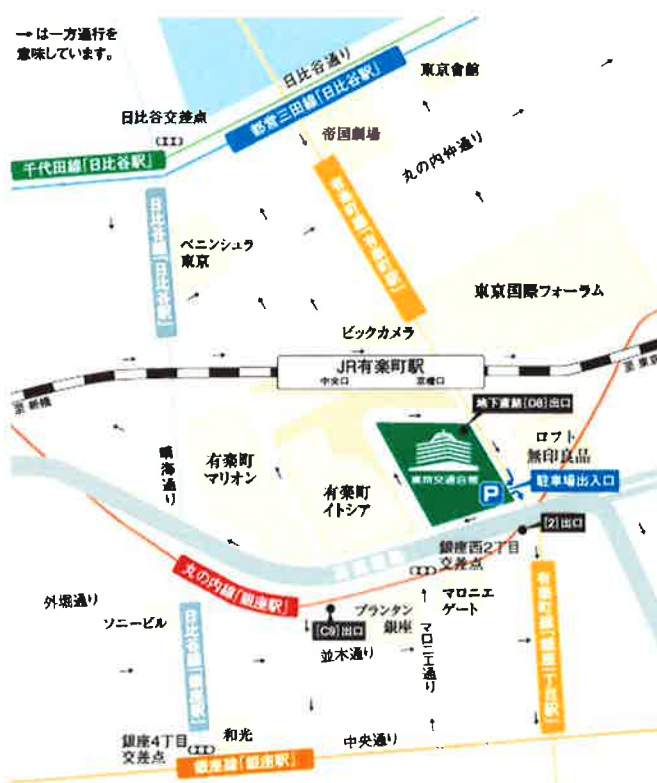 →は一方通行を
意味しています。
日比谷通り
東京會館
都営三田線「日比谷駅」
日比谷交差点
帝国劇場
丸の内仲通り
千代田線「日比谷駅」
日比谷線「日比谷駅」
ペニンシュラ
東京
東京国際フォーラム
ビックカメラ
JR有楽町駅
中央口
京橋口
至 新橋
至 東京
地下直結[D8]出口
ロフト
無印良品
東京交通会館
P
駐車場出入口
晴海通り
有楽町
マリオン
有楽町
イトシア
[2]出口
銀座西2丁目
交差点
丸の内線「銀座駅」
外堀通り
ソニービル
日比谷線「銀座駅」
[C9]出口
プランタン
銀座
マロニエ
ゲート
マロニエ通り
有楽町線「銀座一丁目駅」
並木通り
銀座4丁目
交差点
和光
中央通り
銀座線「銀座駅」